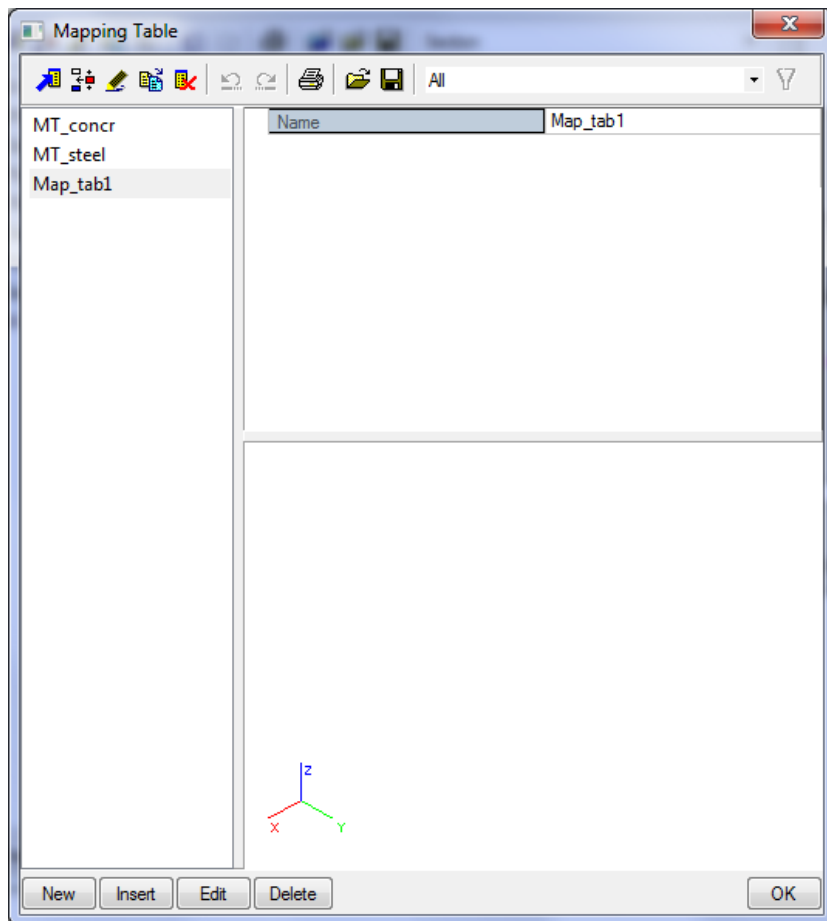 Mapping Table
All
MT_concr
MT_steel
Map_tab1
Name Map_tab1
Z
X Y
New Insert Edit Delete OK